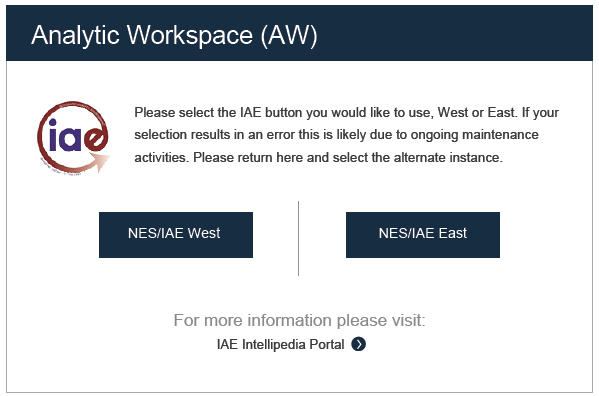 Analytic Workspace (AW)
iae
Please select the IAE button you would like to use, West or East. If your
selection results in an error this is likely due to ongoing maintenance
activities. Please return here and select the alternate instance.
NES/IAE West
NES/IAE East
For more information please visit:
IAE Intellipedia Portal